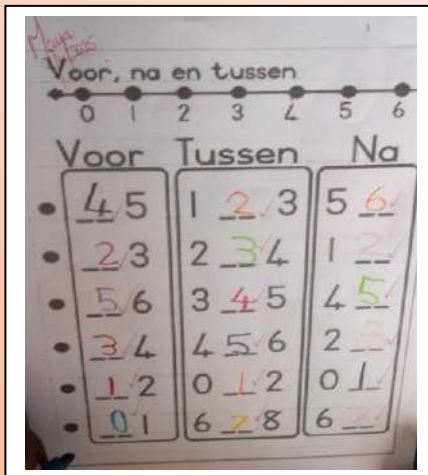 Voor, na en tussen
0 1 2 3 4 5 6
Voor Tussen Na
4 5 1 2 3 5 6
2 3 2 3 4 1 2
5 6 3 4 5 4 5
3 4 4 5 6 2 3
1 2 0 1 2 0 1
0 1 6 7 8 6 7